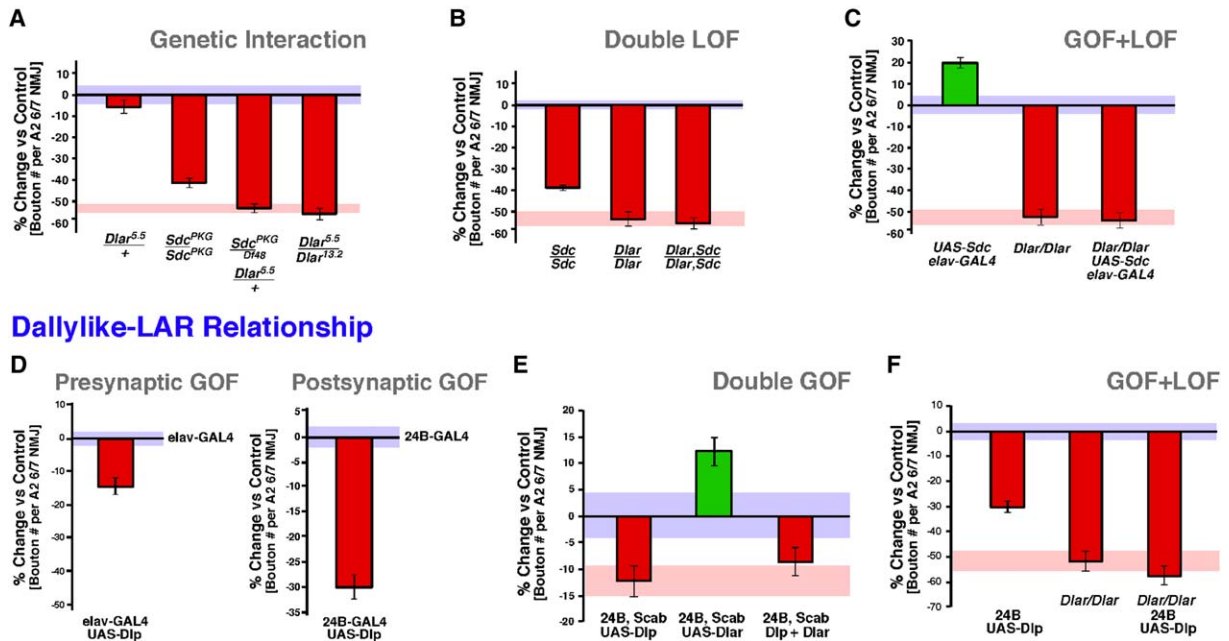 A
Genetic Interaction
% Change vs Control
[Bouton # per A2 6/7 NMJ]
10
0
-10
-20
-30
-40
-50
-60
Dlar5.5
+
SdcPKG
SdcPKG
SdcPKG
Df48
Dlar5.5
+
Dlar5.5
Dlar13.2
B
Double LOF
% Change vs Control
[Bouton # per A2 6/7 NMJ]
10
0
-10
-20
-30
-40
-50
-60
Sdc
Sdc
Dlar
Dlar
Dlar,Sdc
Dlar,Sdc
C
GOF+LOF
% Change vs Control
[Bouton # per A2 6/7 NMJ]
30
20
10
0
-10
-20
-30
-40
-50
-60
UAS-Sdc
elav-GAL4
Dlar/Dlar
Dlar/Dlar
UAS-Sdc
elav-GAL4
Dallylike-LAR Relationship
D
Presynaptic GOF
% Change vs Control
[Bouton # per A2 6/7 NMJ]
10
0
-10
-20
-30
-40
-50
elav-GAL4
elav-GAL4
UAS-Dlp
Postsynaptic GOF
% Change vs Control
[Bouton # per A2 6/7 NMJ]
5
5
0
-5
-10
-15
-20
-25
-30
-35
24B-GAL4
24B-GAL4
UAS-Dlp
E
Double GOF
% Change vs Control
[Bouton # per A2 6/7 NMJ]
20
15
10
5
0
-5
-10
-15
-20
24B, Scab
UAS-Dlp
24B, Scab
UAS-Dlar
24B, Scab
Dlp + Dlar
F
GOF+LOF
% Change vs Control
[Bouton # per A2 6/7 NMJ]
10
0
-10
-20
-30
-40
-50
-60
-70
24B
UAS-Dlp
Dlar/Dlar
Dlar/Dlar
24B
UAS-Dlp